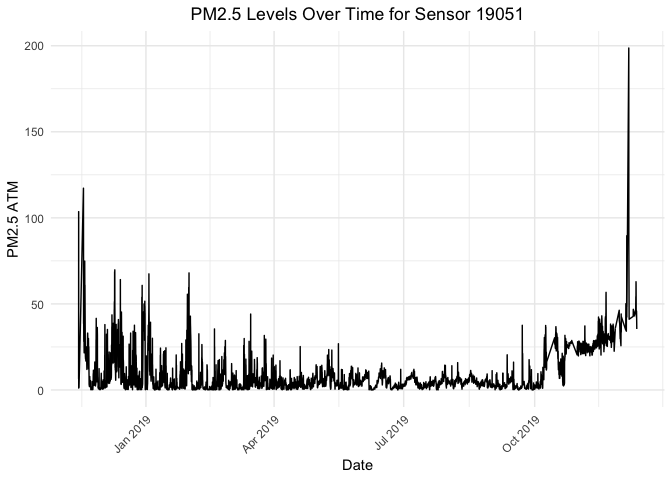 PM2.5 Levels Over Time for Sensor 19051
200
150
100
50
0
PM2.5 ATM
Jan 2019
Apr 2019
Jul 2019
Oct 2019
Date